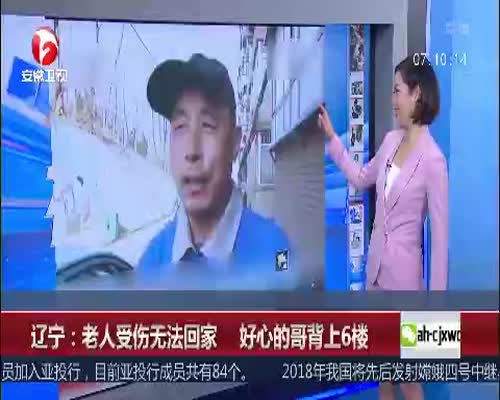 安徽卫视
07:10:14
辽宁：老人受伤无法回家 好心的哥背上6楼
ah-cjxwc
员加入亚投行，目前亚投行成员共有84个。 2018年我国将先后发射嫦娥四号中继